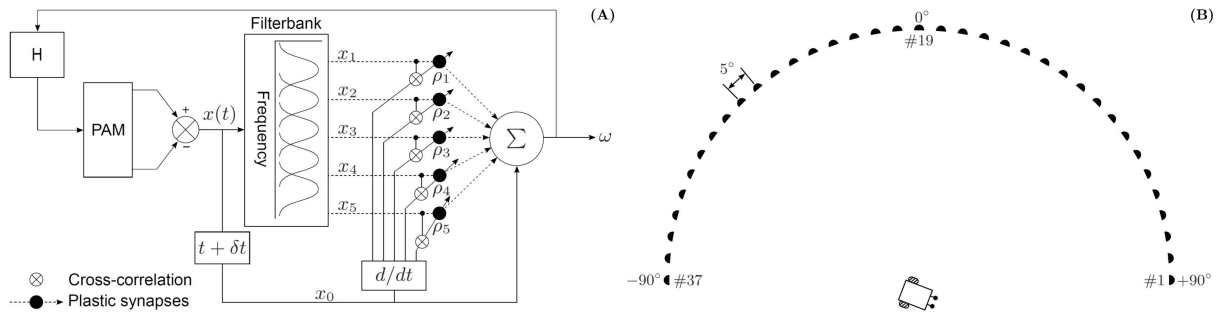 (A)
Filterbank
H
PAM
+
−
x(t)
Frequency
x₁
x₂
x₃
x₄
x₅
ρ₁
ρ₂
ρ₃
ρ₄
ρ₅
Σ
ω
t + δt
d/dt
x₀
Cross-correlation
Plastic synapses
(B)
0°
#19
5°
−90° #37
#1 +90°